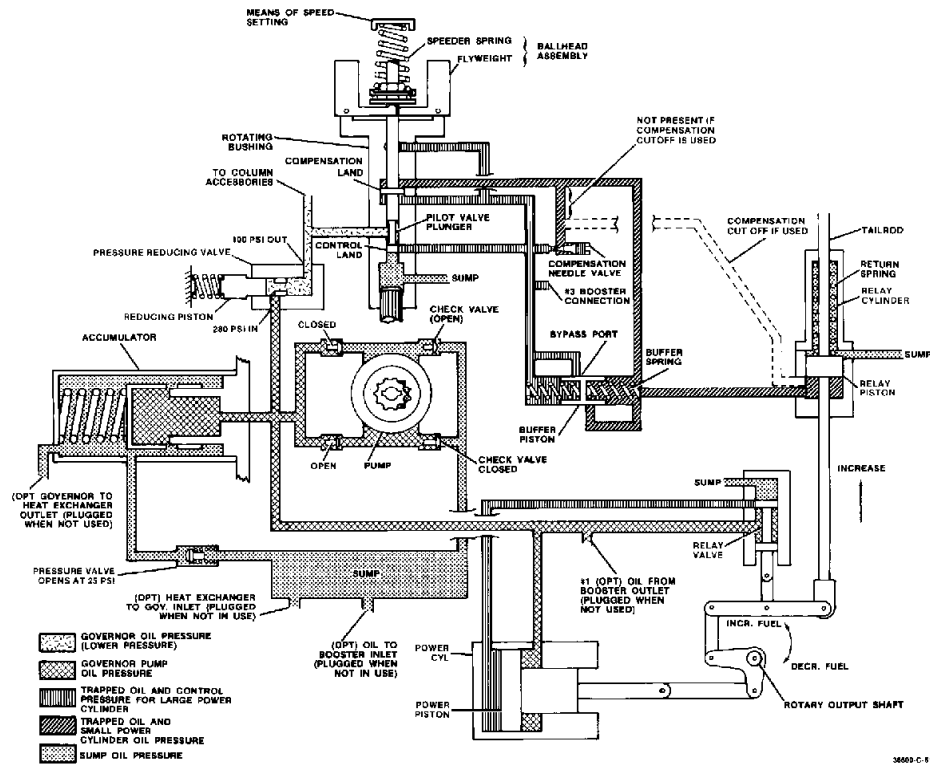 MEANS OF SPEED
SETTING
SPEEDER SPRING
FLYWEIGHT
BALLHEAD
ASSEMBLY
ROTATING
BUSHING
COMPENSATION
LAND
TO COLUMN
ACCESSORIES
NOT PRESENT IF
COMPENSATION
CUTOFF IS USED
PILOT VALVE
PLUNGER
100 PSI OUT
CONTROL
LAND
PRESSURE REDUCING VALVE
SUMP
COMPENSATION
NEEDLE VALVE
COMPENSATION
CUT OFF IF USED
TAILROD
RETURN
SPRING
RELAY
CYLINDER
#3 BOOSTER
CONNECTION
REDUCING PISTON
280 PSI IN
CLOSED
CHECK VALVE
(OPEN)
BYPASS PORT
BUFFER
SPRING
SUMP
RELAY
PISTON
ACCUMULATOR
BUFFER
PISTON
OPEN
PUMP
CHECK VALVE
CLOSED
INCREASE
(OPT) GOVERNOR TO
HEAT EXCHANGER
OUTLET (PLUGGED
WHEN NOT USED)
SUMP
RELAY
VALVE
PRESSURE VALVE
OPENS AT 25 PSI
SUMP
#1 (OPT) OIL FROM
BOOSTER OUTLET
(PLUGGED WHEN
NOT USED)
(OPT) HEAT EXCHANGER
TO GOV. INLET (PLUGGED
WHEN NOT IN USE)
(OPT) OIL TO
BOOSTER INLET
(PLUGGED WHEN
NOT IN USE)
INCR. FUEL
DECR. FUEL
POWER
CYL
POWER
PISTON
ROTARY OUTPUT SHAFT
GOVERNOR OIL PRESSURE
(LOWER PRESSURE)
GOVERNOR PUMP
OIL PRESSURE
TRAPPED OIL AND CONTROL
PRESSURE FOR LARGE POWER
CYLINDER
TRAPPED OIL AND
SMALL POWER
CYLINDER OIL PRESSURE
SUMP OIL PRESSURE